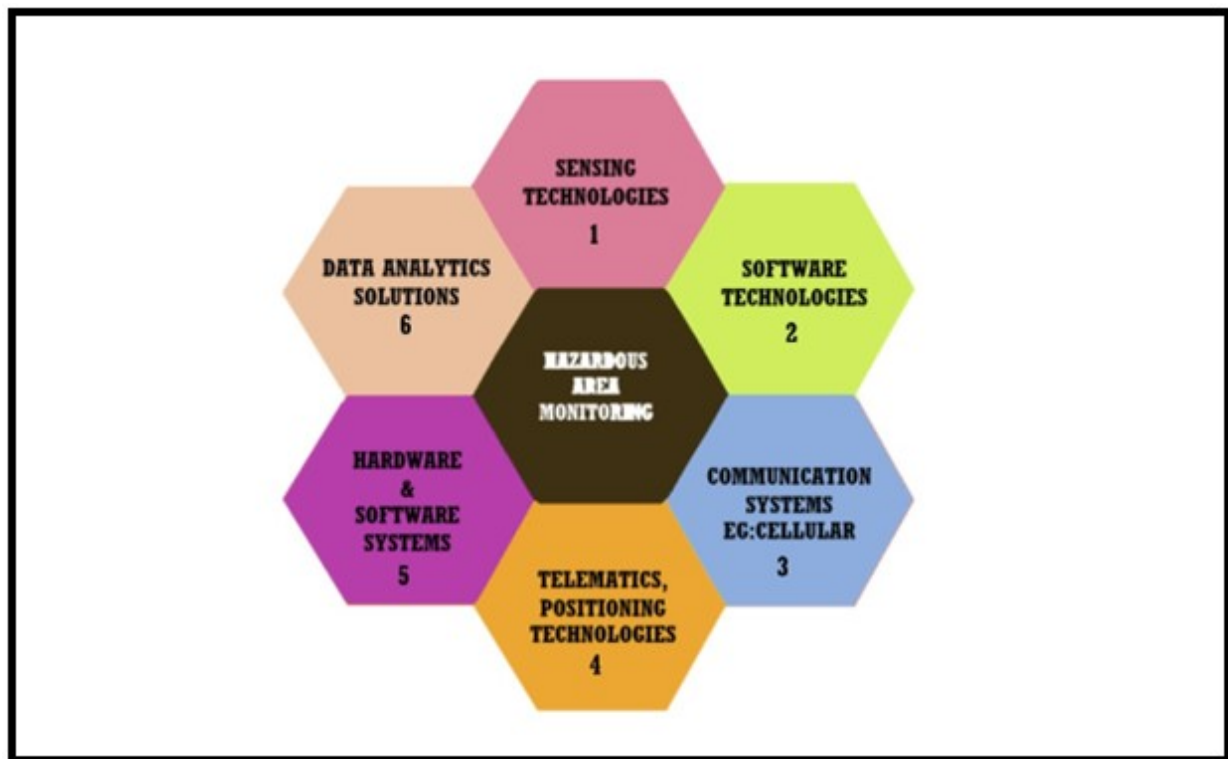 SENSING
TECHNOLOGIES
1
SOFTWARE
TECHNOLOGIES
2
COMMUNICATION
SYSTEMS
EG:CELLULAR
3
TELEMATICS,
POSITIONING
TECHNOLOGIES
4
HARDWARE
&
SOFTWARE
SYSTEMS
5
DATA ANALYTICS
SOLUTIONS
6
HAZARDOUS
AREA
MONITORING